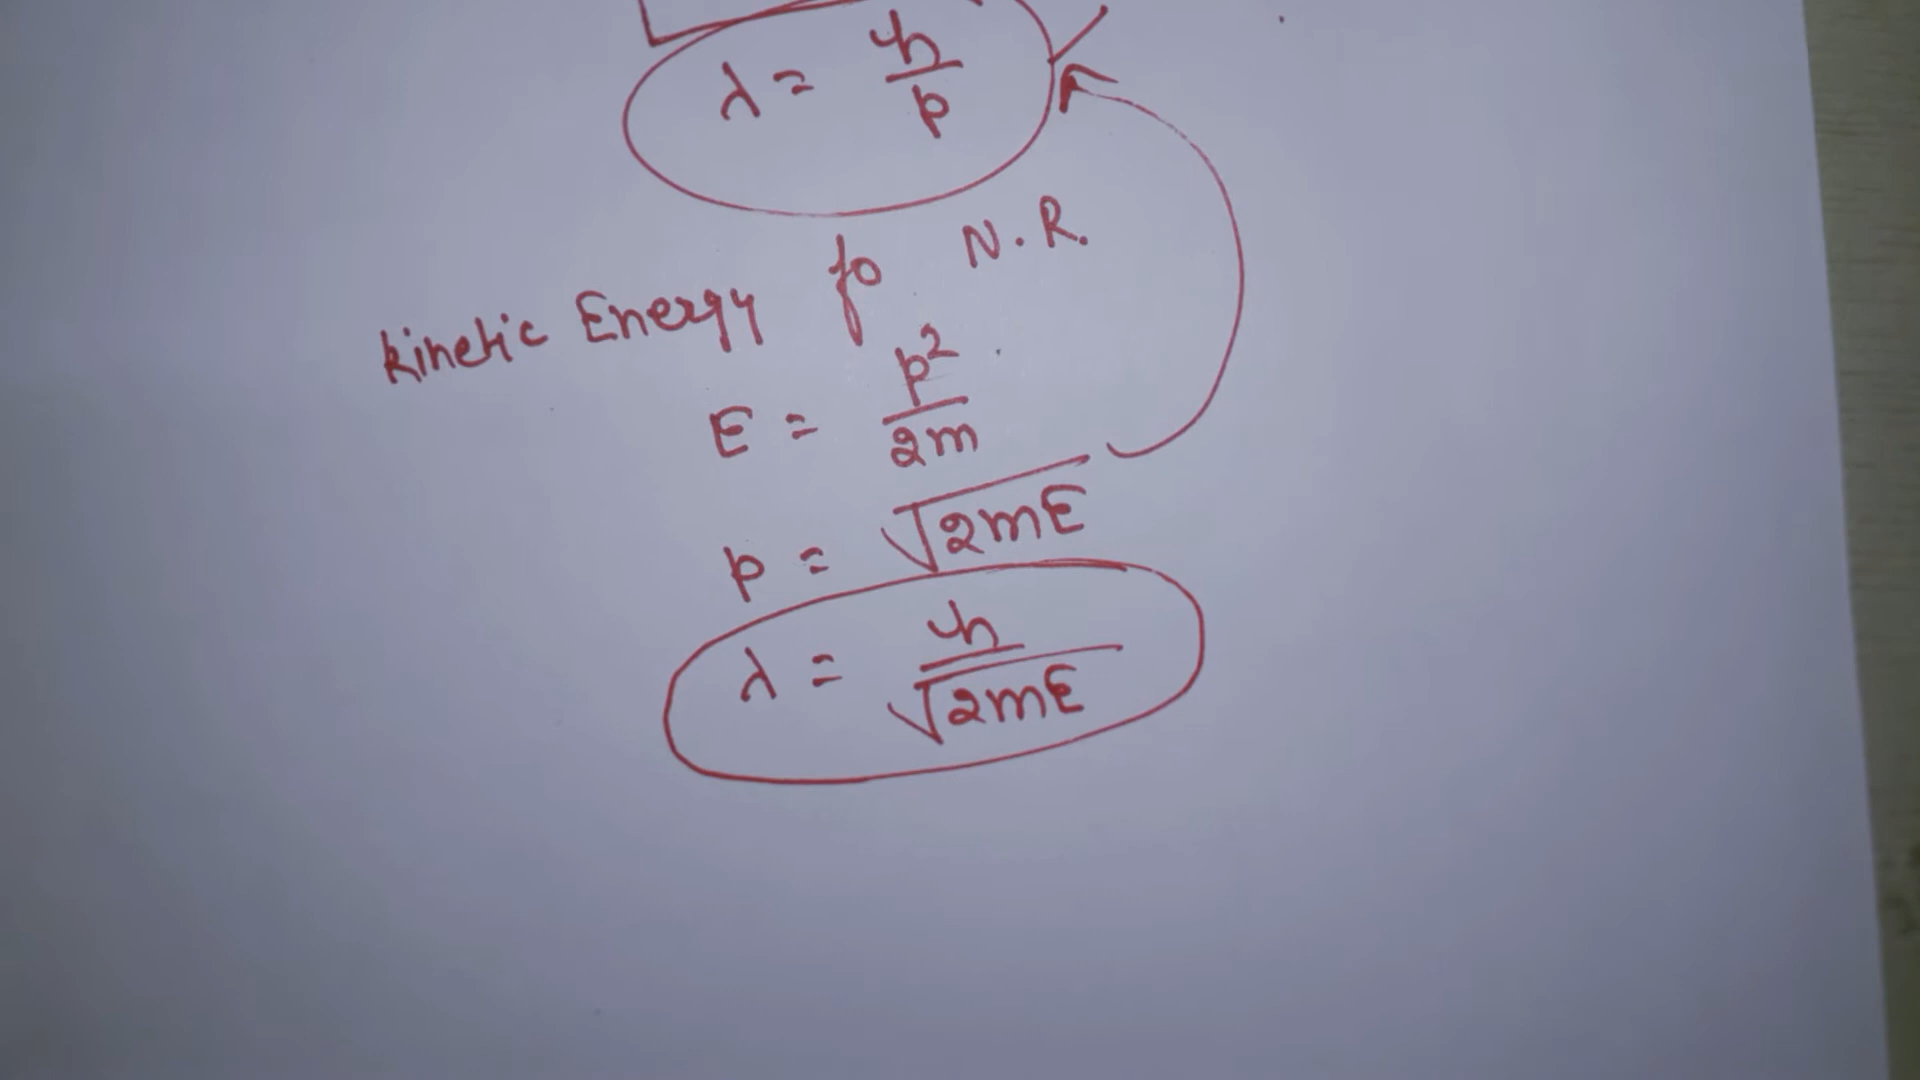 λ = h/p
Kinetic Energy fo N.R.
E = p²/2m
p = √2mE
λ = h/√2mE